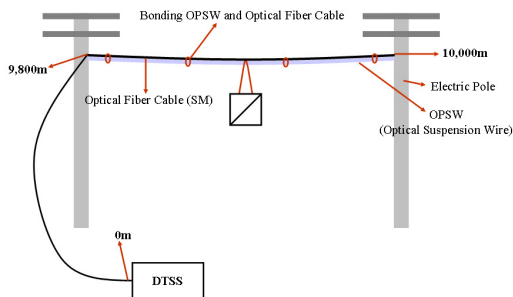 Bonding OPSW and Optical Fiber Cable
10,000m
9,800m
Electric Pole
Optical Fiber Cable (SM)
OPSW
(Optical Suspension Wire)
0m
DTSS